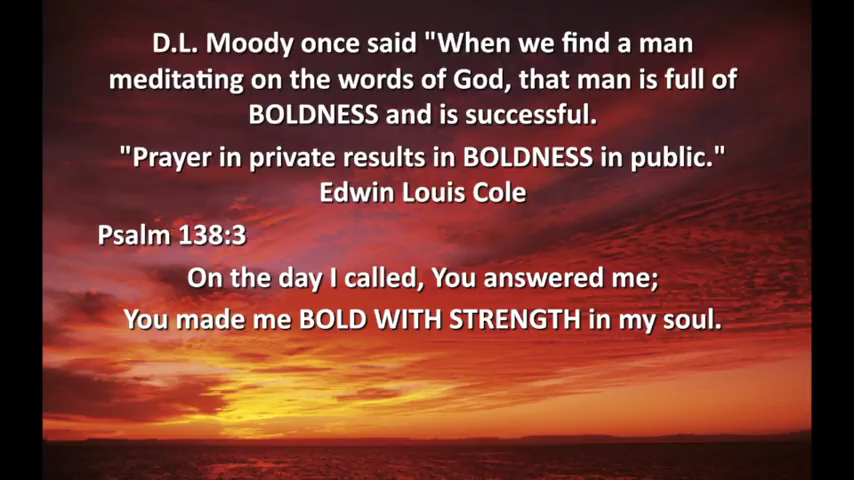 D.L. Moody once said "When we find a man
meditating on the words of God, that man is full of
BOLDNESS and is successful.
"Prayer in private results in BOLDNESS in public."
Edwin Louis Cole
Psalm 138:3
On the day I called, You answered me;
You made me BOLD WITH STRENGTH in my soul.